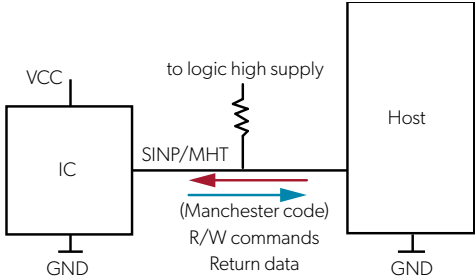 to logic high supply
VCC
Host
SINP/MHT
IC
(Manchester code)
R/W commands
Return data
GND
GND